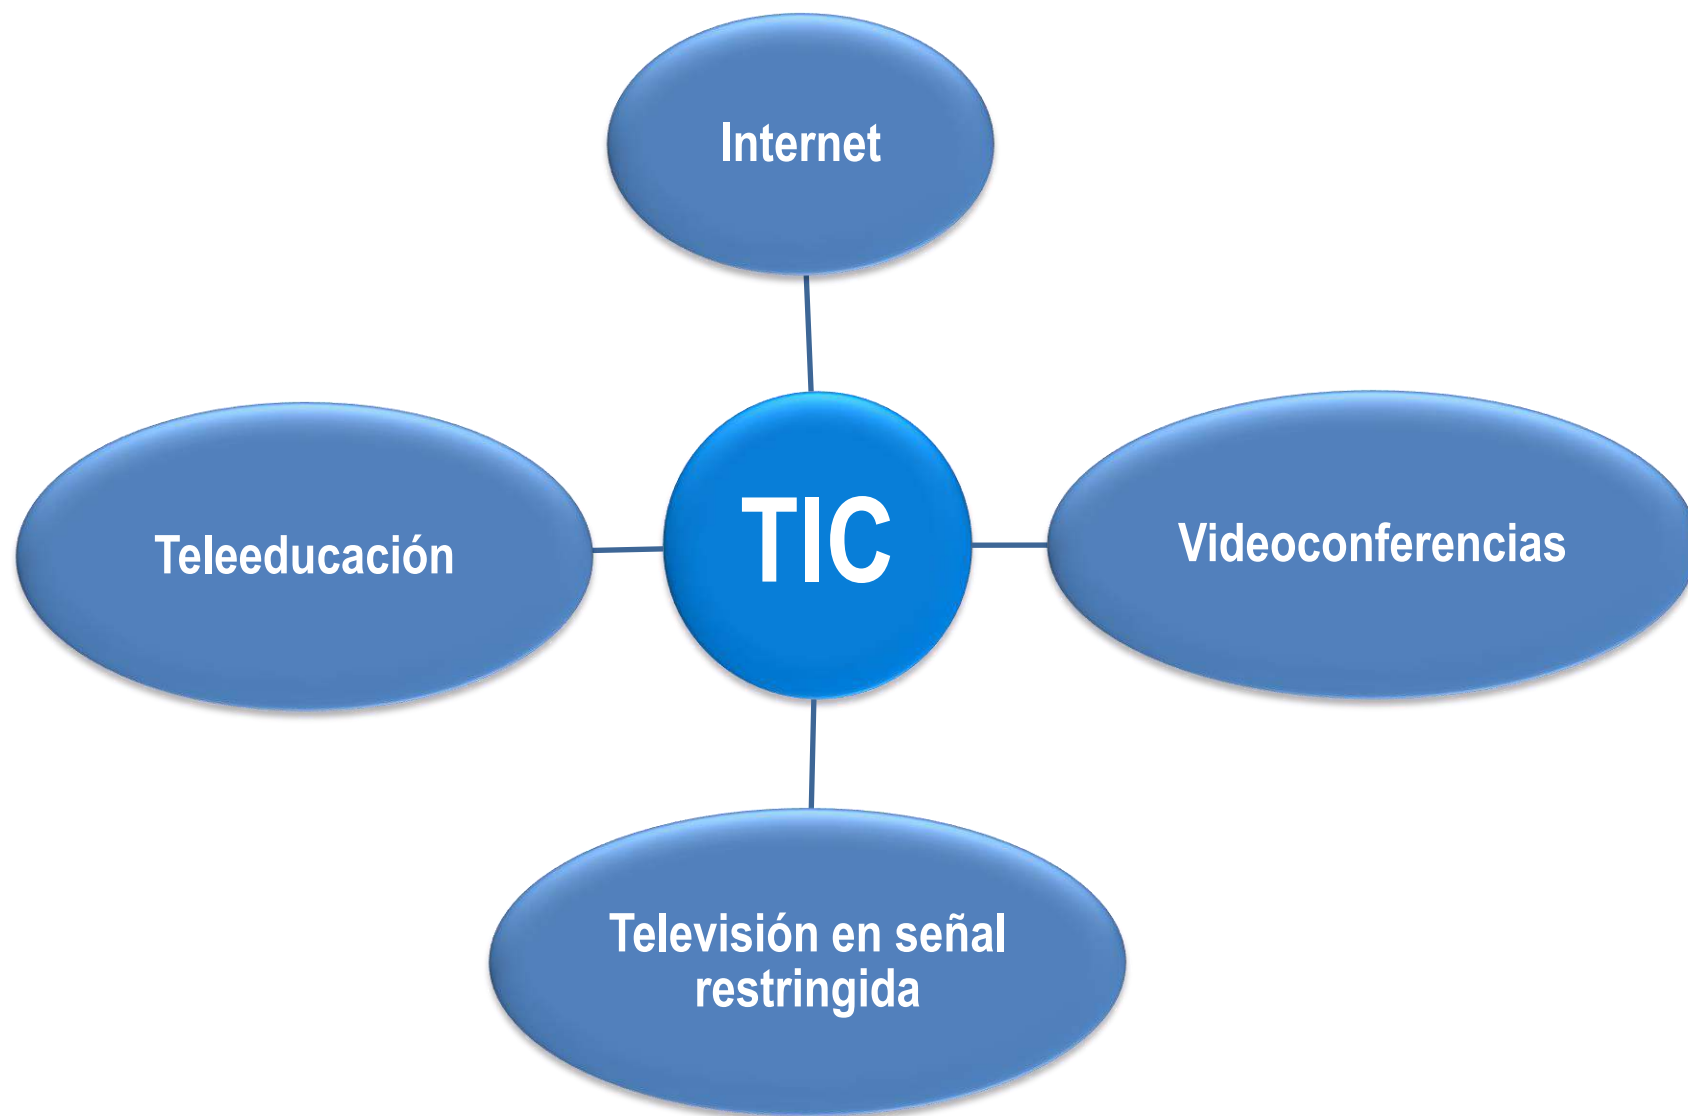 Internet
Teleeducación
TIC
Videoconferencias
Televisión en señal
restringida